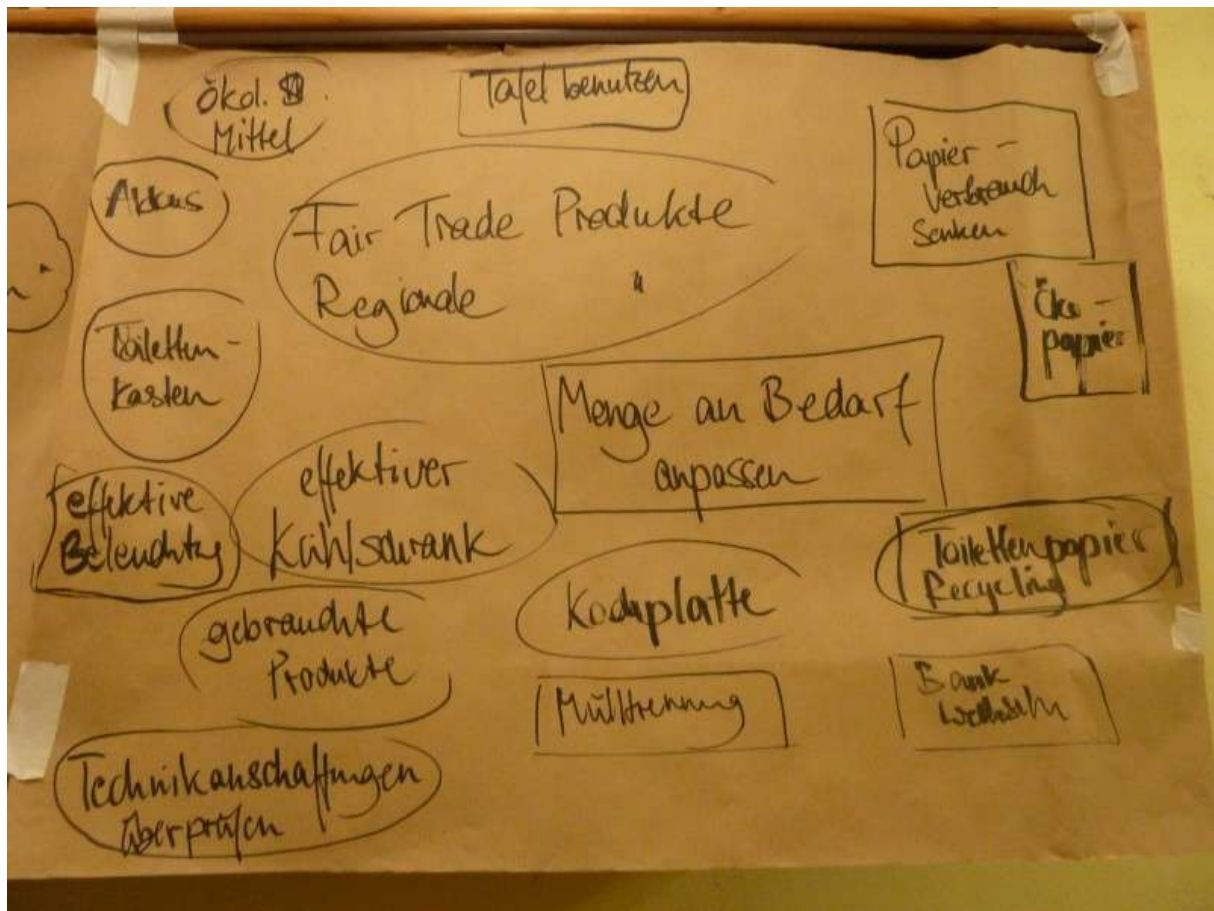 ökol.
Mittel
Tafel benutzen
Papier-
verbrauch
senken
Akkus
Fair Trade Produkte
Regionale "
Öko-
papier
Toiletten-
kasten
Menge an Bedarf
anpassen
effektive
Beleuchtung
effektiver
Kühlschrank
Toilettenpapier
Recycling
Kochplatte
gebrauchte
Produkte
Mülltrennung
Bank
wechseln
Technikanschaffungen
überprüfen